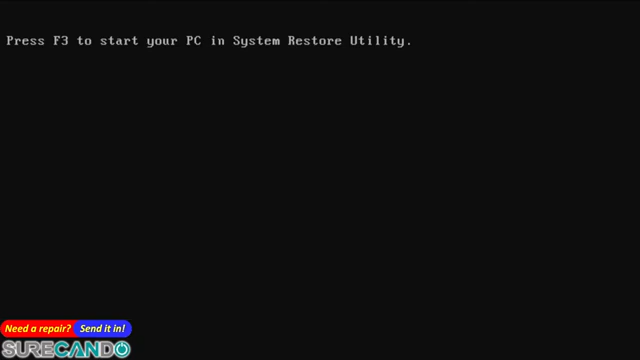 Press F3 to start your PC in System Restore Utility.
Need a repair? Send it in!
SURECANDO